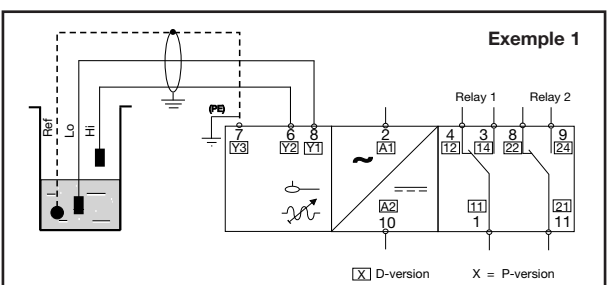 Exemple 1
Relay 1 Relay 2
(PE)
Ref
Lo
Hi
7 6 8 2 4 3 8 9
Y3 Y2 Y1 A1 12 14 22 24
~
A2 11 21
10 1 11
X D-version X = P-version